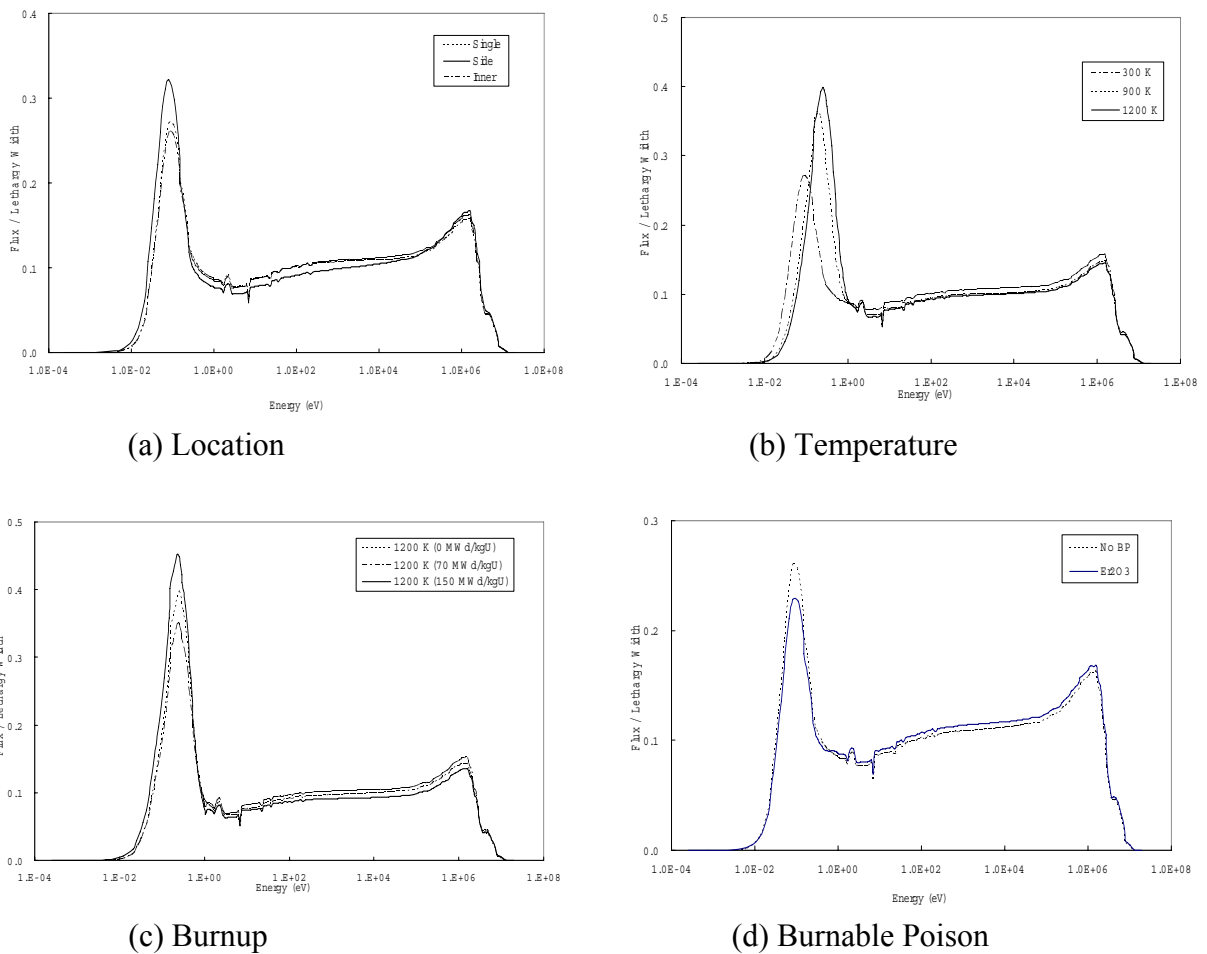 0.4
0.3
0.2
0.1
0.0
Flux / Lethargy Width
Single
Side
Inner
1.0E-04
1.0E-02
1.0E+00
1.0E+02
1.0E+04
1.0E+06
1.0E+08
Energy (eV)
(a) Location
0.5
0.4
0.3
0.2
0.1
0.0
Flux / Lethargy Width
300 K
900 K
1200 K
1.E-04
1.E-02
1.E+00
1.E+02
1.E+04
1.E+06
1.E+08
Energy (eV)
(b) Temperature
0.5
0.4
0.3
0.2
0.1
0.0
Flux / Lethargy Width
1200 K (0 MWd/kgU)
1200 K (70 MWd/kgU)
1200 K (150 MWd/kgU)
1.E-04
1.E-02
1.E+00
1.E+02
1.E+04
1.E+06
1.E+08
Energy (eV)
(c) Burnup
0.3
0.2
0.1
0.0
Flux / Lethargy Width
No BP
Er2O3
1.0E-04
1.0E-02
1.0E+00
1.0E+02
1.0E+04
1.0E+06
1.0E+08
Energy (eV)
(d) Burnable Poison